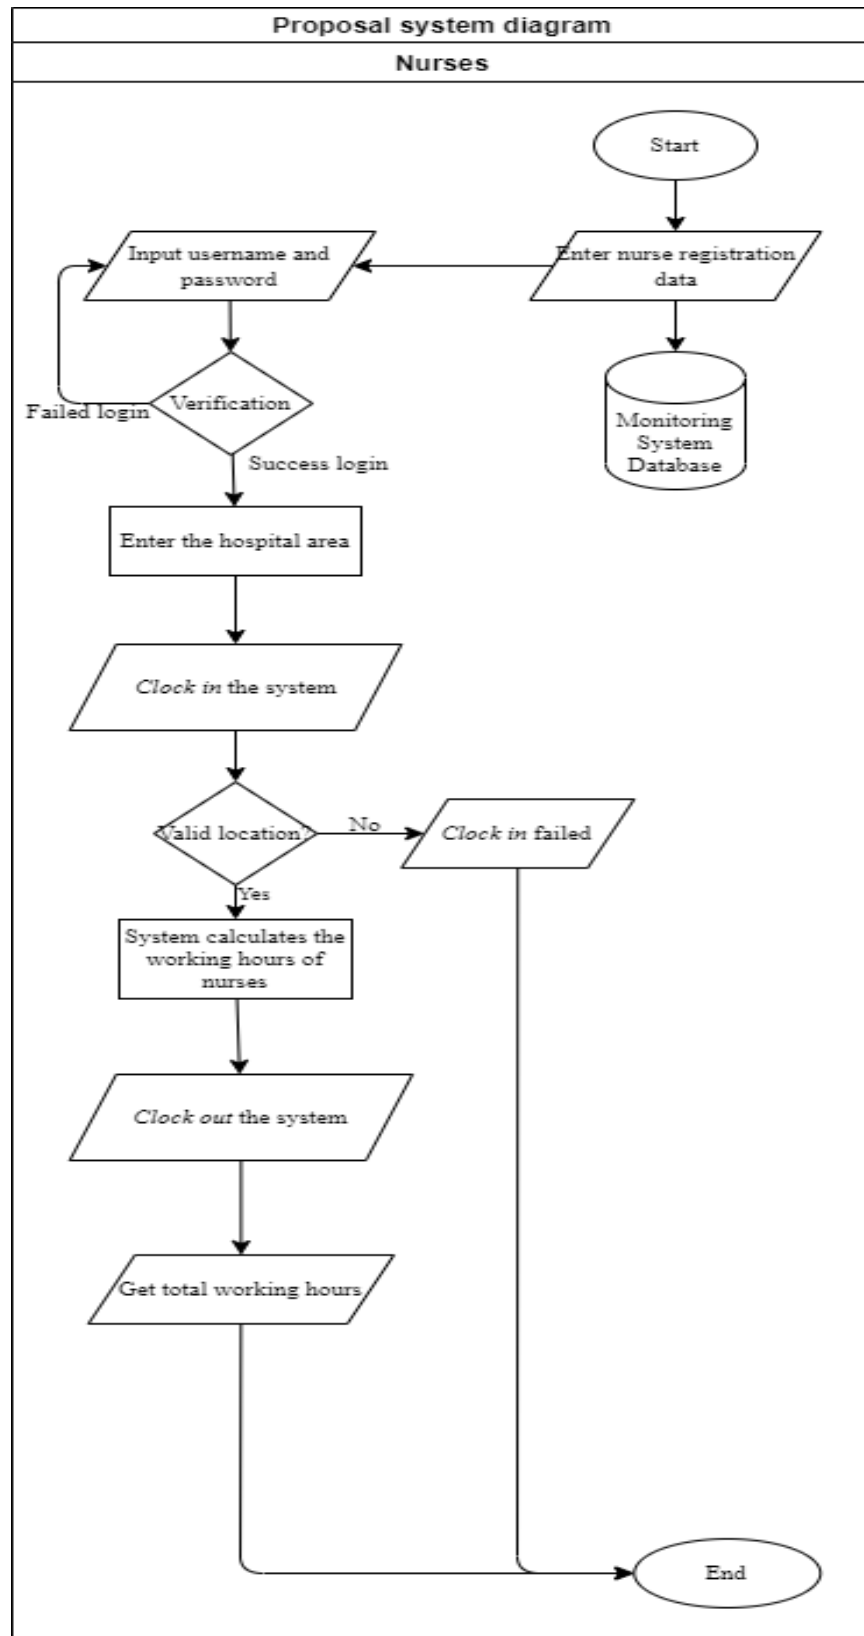 Proposal system diagram
Nurses
Start
Input username and
password
Enter nurse registration
data
Failed login
Verification
Monitoring
System
Database
Success login
Enter the hospital area
Clock in the system
Valid location?
No
Clock in failed
Yes
System calculates the
working hours of
nurses
Clock out the system
Get total working hours
End